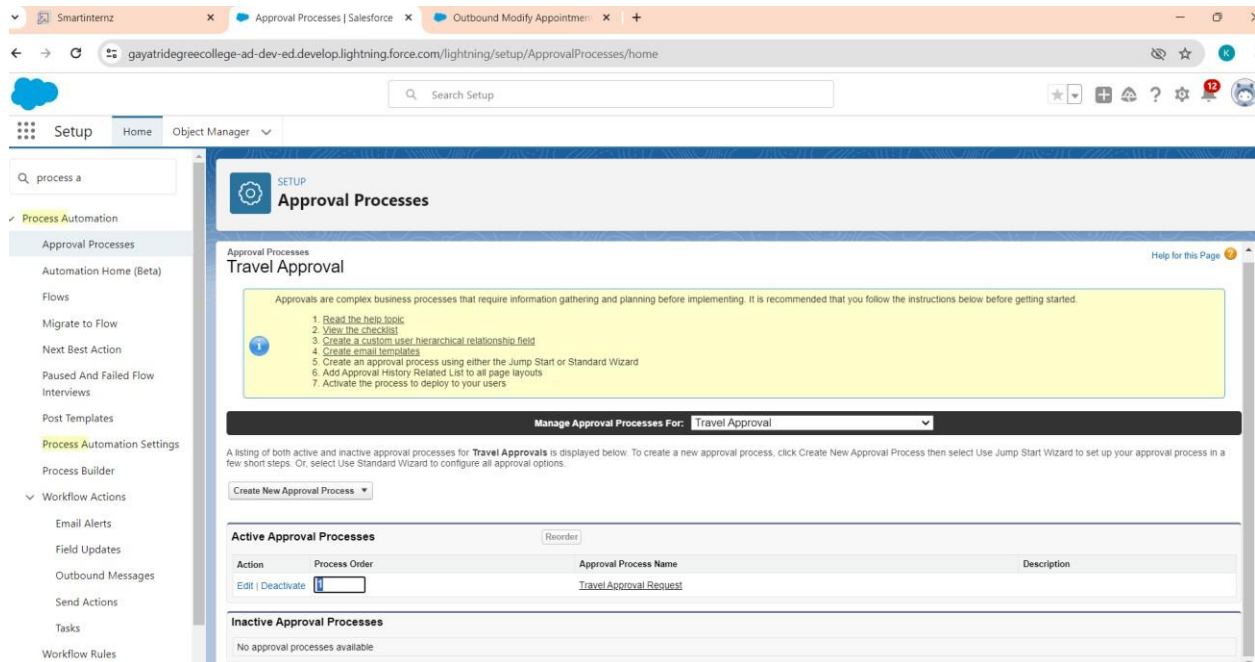 Smartinternz
Approval Processes | Salesforce
Outbound Modify Appointmen
gayatridegreecollege-ad-dev-ed.develop.lightning.force.com/lightning/setup/ApprovalProcesses/home
K
Search Setup
12
Setup
Home
Object Manager
process a
Process Automation
Approval Processes
Automation Home (Beta)
Flows
Migrate to Flow
Next Best Action
Paused And Failed Flow
Interviews
Post Templates
Process Automation Settings
Process Builder
Workflow Actions
Email Alerts
Field Updates
Outbound Messages
Send Actions
Tasks
Workflow Rules
SETUP
Approval Processes
Approval Processes
Travel Approval
Help for this Page
Approvals are complex business processes that require information gathering and planning before implementing. It is recommended that you follow the instructions below before getting started.
1. Read the help topic
2. View the checklist
3. Create a custom user hierarchical relationship field
4. Create email templates
5. Create an approval process using either the Jump Start or Standard Wizard
6. Add Approval History Related List to all page layouts
7. Activate the process to deploy to your users
Manage Approval Processes For: Travel Approval
A listing of both active and inactive approval processes for Travel Approvals is displayed below. To create a new approval process, click Create New Approval Process then select Use Jump Start Wizard to set up your approval process in a
few short steps. Or, select Use Standard Wizard to configure all approval options.
Create New Approval Process
Active Approval Processes Reorder
Action Process Order Approval Process Name Description
Edit | Deactivate 1 Travel Approval Request
Inactive Approval Processes
No approval processes available